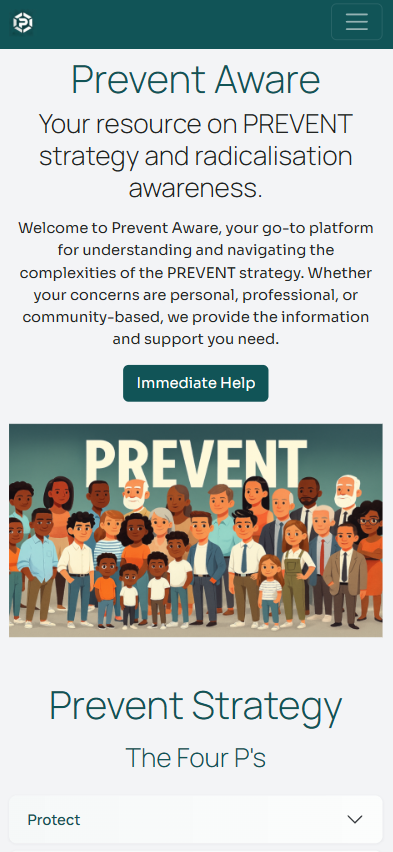 Prevent Aware
Your resource on PREVENT
strategy and radicalisation
awareness.
Welcome to Prevent Aware, your go-to platform
for understanding and navigating the
complexities of the PREVENT strategy. Whether
your concerns are personal, professional, or
community-based, we provide the information
and support you need.
Immediate Help
PREVENT
Prevent Strategy
The Four P's
Protect